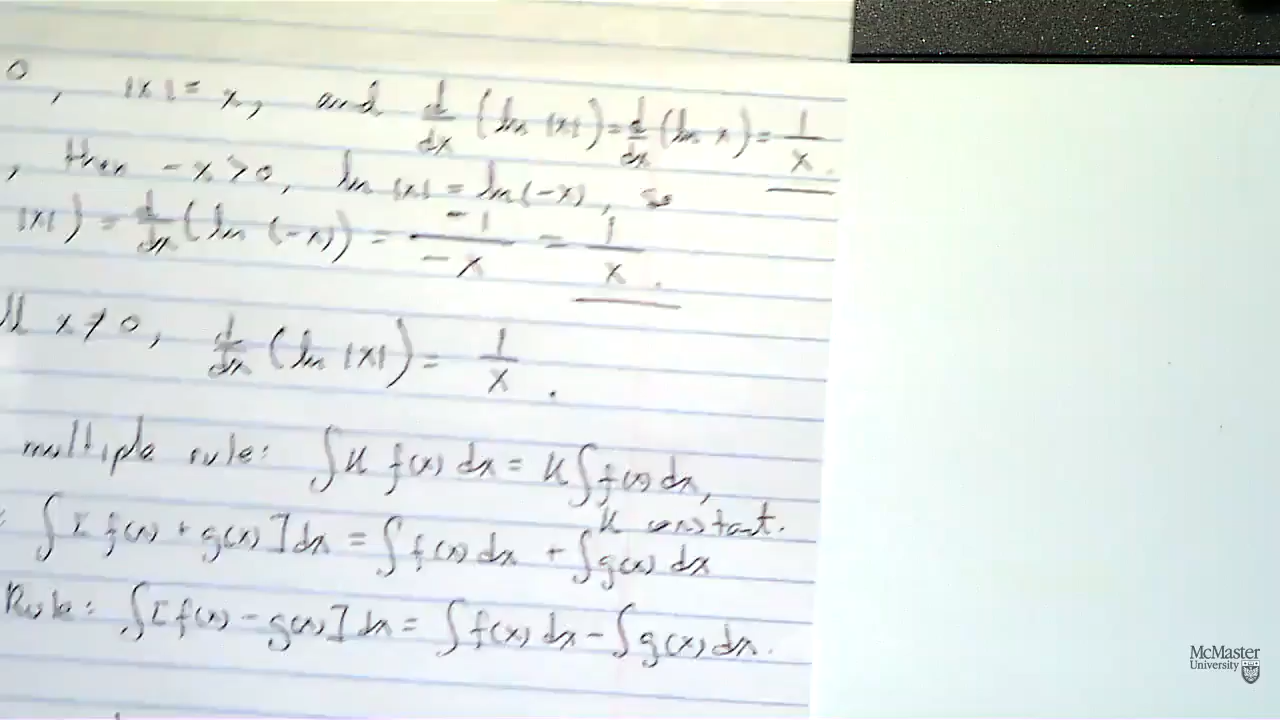 0, |x| = x, and d/dx (ln |x|) = d/dx (ln x) = 1/x.
, then -x > 0, ln |x| = ln(-x), so
|x|) = d/dx (ln (-x)) = -1/-x = 1/x.
ll x ≠ 0, d/dx (ln |x|) = 1/x.
multiple rule: ∫ K f(x) dx = K ∫ f(x) dx,
K constant.
: ∫ [f(x) + g(x)] dx = ∫ f(x) dx + ∫ g(x) dx
Rule: ∫ [f(x) - g(x)] dx = ∫ f(x) dx - ∫ g(x) dx.
McMaster
University